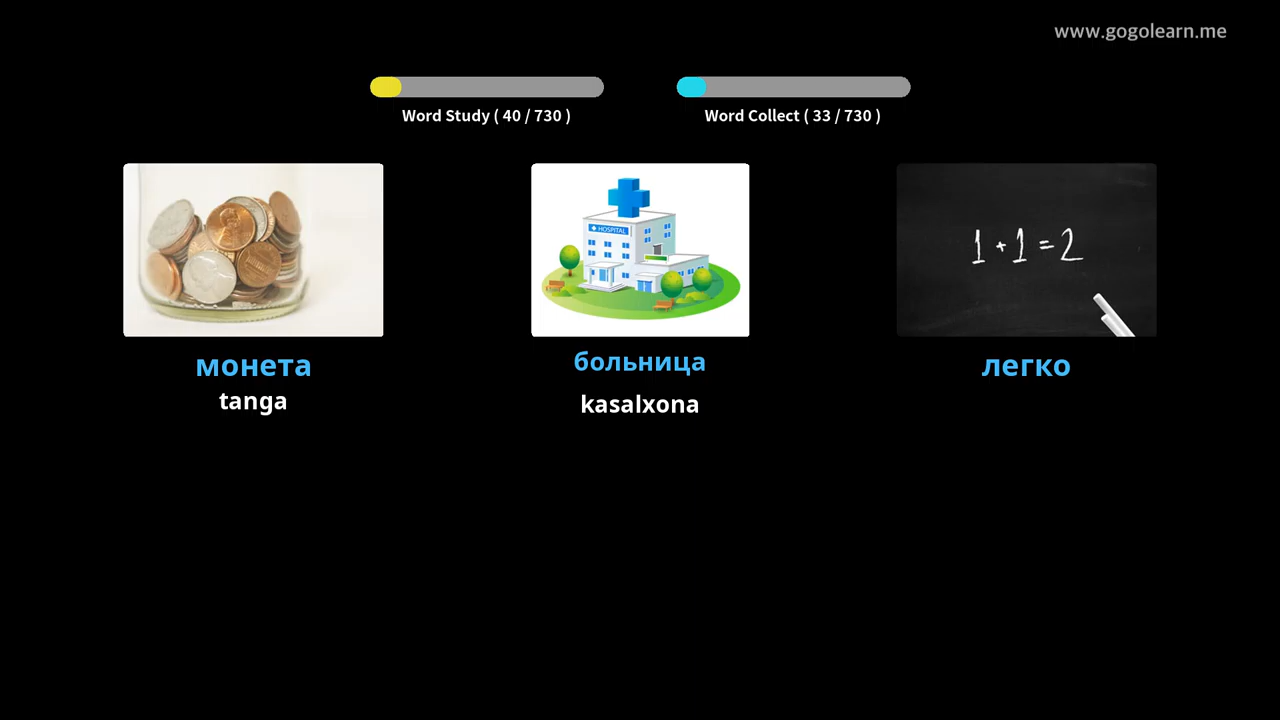 www.gogolearn.me
Word Study ( 40 / 730 )
Word Collect ( 33 / 730 )
HOSPITAL
1 + 1 = 2
монета
больница
легко
tanga
kasalxona